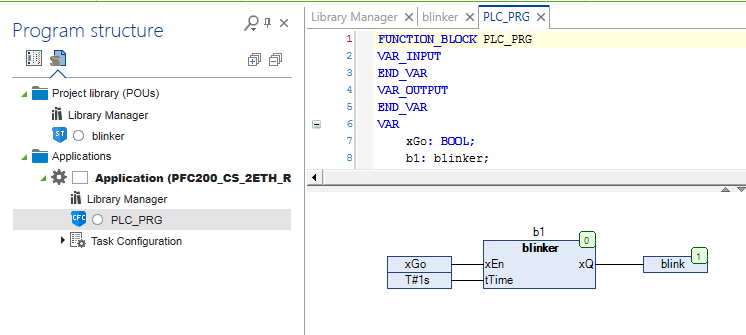 Program structure
Project library (POUs)
Library Manager
ST blinker
Applications
Application (PFC200_CS_2ETH_R
Library Manager
CFC PLC_PRG
Task Configuration
Library Manager blinker PLC_PRG
1 FUNCTION_BLOCK PLC_PRG
2 VAR_INPUT
3 END_VAR
4 VAR_OUTPUT
5 END_VAR
6 VAR
7 xGo: BOOL;
8 b1: blinker;
b1
blinker 0
xGo xEn xQ blink 1
T#1s tTime